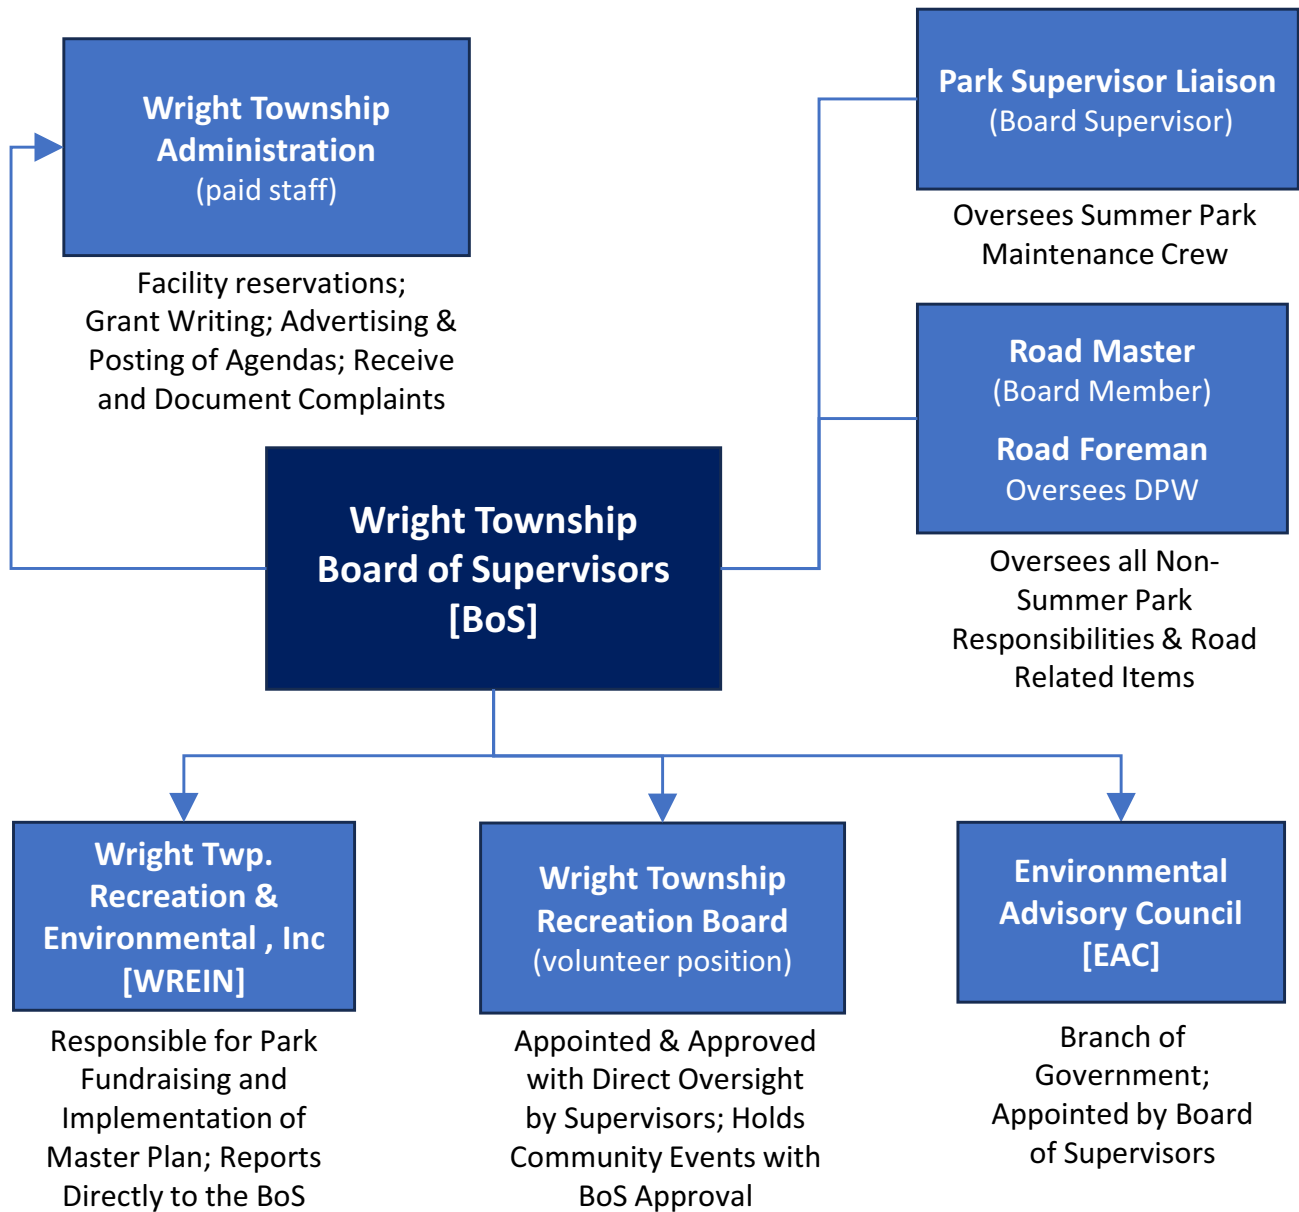 Wright Township
Administration
(paid staff)
Facility reservations;
Grant Writing; Advertising &
Posting of Agendas; Receive
and Document Complaints
Park Supervisor Liaison
(Board Supervisor)
Oversees Summer Park
Maintenance Crew
Road Master
(Board Member)
Road Foreman
Oversees DPW
Oversees all Non-
Summer Park
Responsibilities & Road
Related Items
Wright Township
Board of Supervisors
[BoS]
Wright Twp.
Recreation &
Environmental , Inc
[WREIN]
Responsible for Park
Fundraising and
Implementation of
Master Plan; Reports
Directly to the BoS
Wright Township
Recreation Board
(volunteer position)
Appointed & Approved
with Direct Oversight
by Supervisors; Holds
Community Events with
BoS Approval
Environmental
Advisory Council
[EAC]
Branch of
Government;
Appointed by Board
of Supervisors